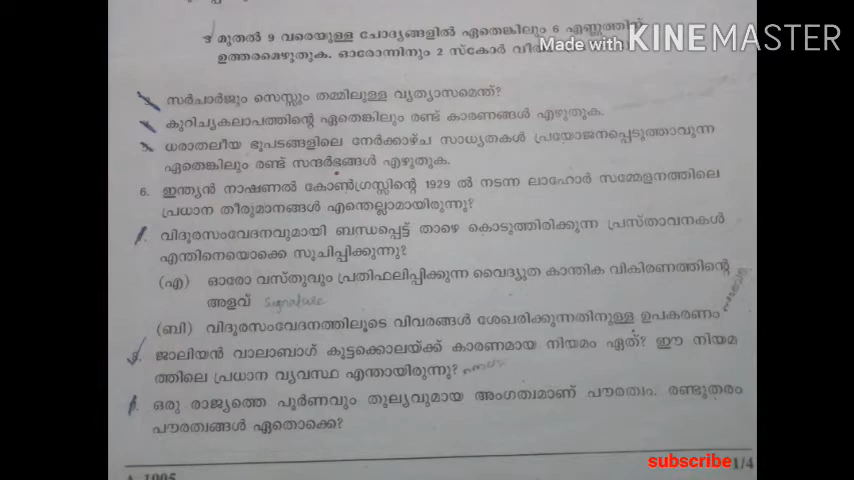 3 മുതൽ 9 വരെയുള്ള ചോദ്യങ്ങളിൽ ഏതെങ്കിലും 6 എണ്ണത്തിന്
Made with KINEMASTER
ഉത്തരമെഴുതുക. ഓരോന്നിനും 2 സ്കോർ
സർചാർജും സെസ്സും തമ്മിലുള്ള വ്യത്യാസമെന്ത്?
കുറിച്യകലാപത്തിന്റെ ഏതെങ്കിലും രണ്ട് കാരണങ്ങൾ എഴുതുക.
ധരാതലീയ ഭൂപടങ്ങളിലെ നേർക്കാഴ്ച സാധ്യതകൾ പ്രയോജനപ്പെടുത്താവുന്ന
ഏതെങ്കിലും രണ്ട് സന്ദർഭങ്ങൾ എഴുതുക.
6. ഇന്ത്യൻ നാഷണൽ കോൺഗ്രസ്സിന്റെ 1929 ൽ നടന്ന ലാഹോർ സമ്മേളനത്തിലെ
പ്രധാന തീരുമാനങ്ങൾ എന്തെല്ലാമായിരുന്നു?
വിദൂരസംവേദനവുമായി ബന്ധപ്പെട്ട് താഴെ കൊടുത്തിരിക്കുന്ന പ്രസ്താവനകൾ
എന്തിനെയൊക്കെ സൂചിപ്പിക്കുന്നു?
(എ) ഓരോ വസ്തുവും പ്രതിഫലിപ്പിക്കുന്ന വൈദ്യുത കാന്തിക വികിരണത്തിന്റെ
അളവ് signature
(ബി) വിദൂരസംവേദനത്തിലൂടെ വിവരങ്ങൾ ശേഖരിക്കുന്നതിനുള്ള ഉപകരണം
ജാലിയൻ വാലാബാഗ് കൂട്ടക്കൊലയ്ക്ക് കാരണമായ നിയമം ഏത്? ഈ നിയമ
ത്തിലെ പ്രധാന വ്യവസ്ഥ എന്തായിരുന്നു?
ഒരു രാജ്യത്തെ പൂർണവും തുല്യവുമായ അംഗത്വമാണ് പൗരത്വം. രണ്ടുതരം
പൗരത്വങ്ങൾ ഏതൊക്കെ?
subscribe 1/4